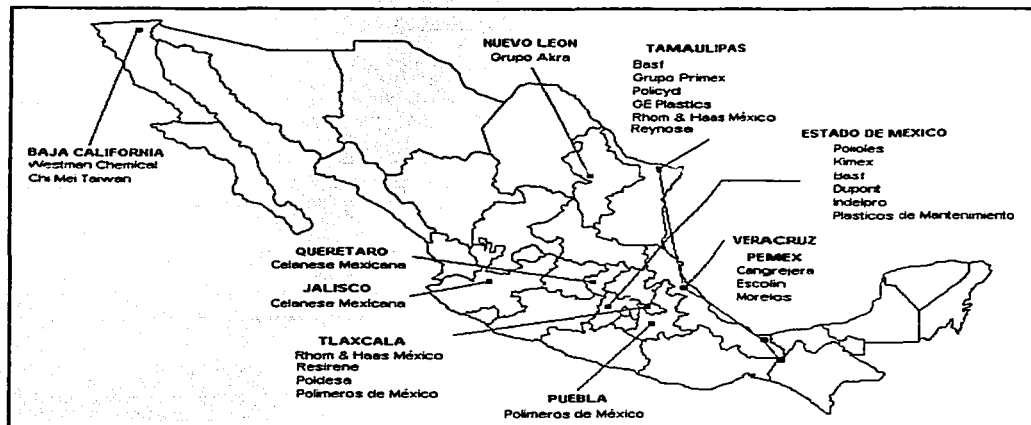 NUEVO LEON
Grupo Akra
TAMAULIPAS
Basf
Grupo Primex
Policyd
GE Plastics
Rhom & Haas México
Reynosa
ESTADO DE MEXICO
Polioles
Kimex
Basf
Dupont
Indelpro
Plasticos de Mantenimiento
BAJA CALIFORNIA
Westman Chemical
Chi Mei Taiwan
VERACRUZ
PEMEX
Cangrejera
Escolin
Morelos
QUERETARO
Celanese Mexicana
JALISCO
Celanese Mexicana
TLAXCALA
Rhom & Haas México
Resirene
Poldesa
Polimeros de México
PUEBLA
Polimeros de México